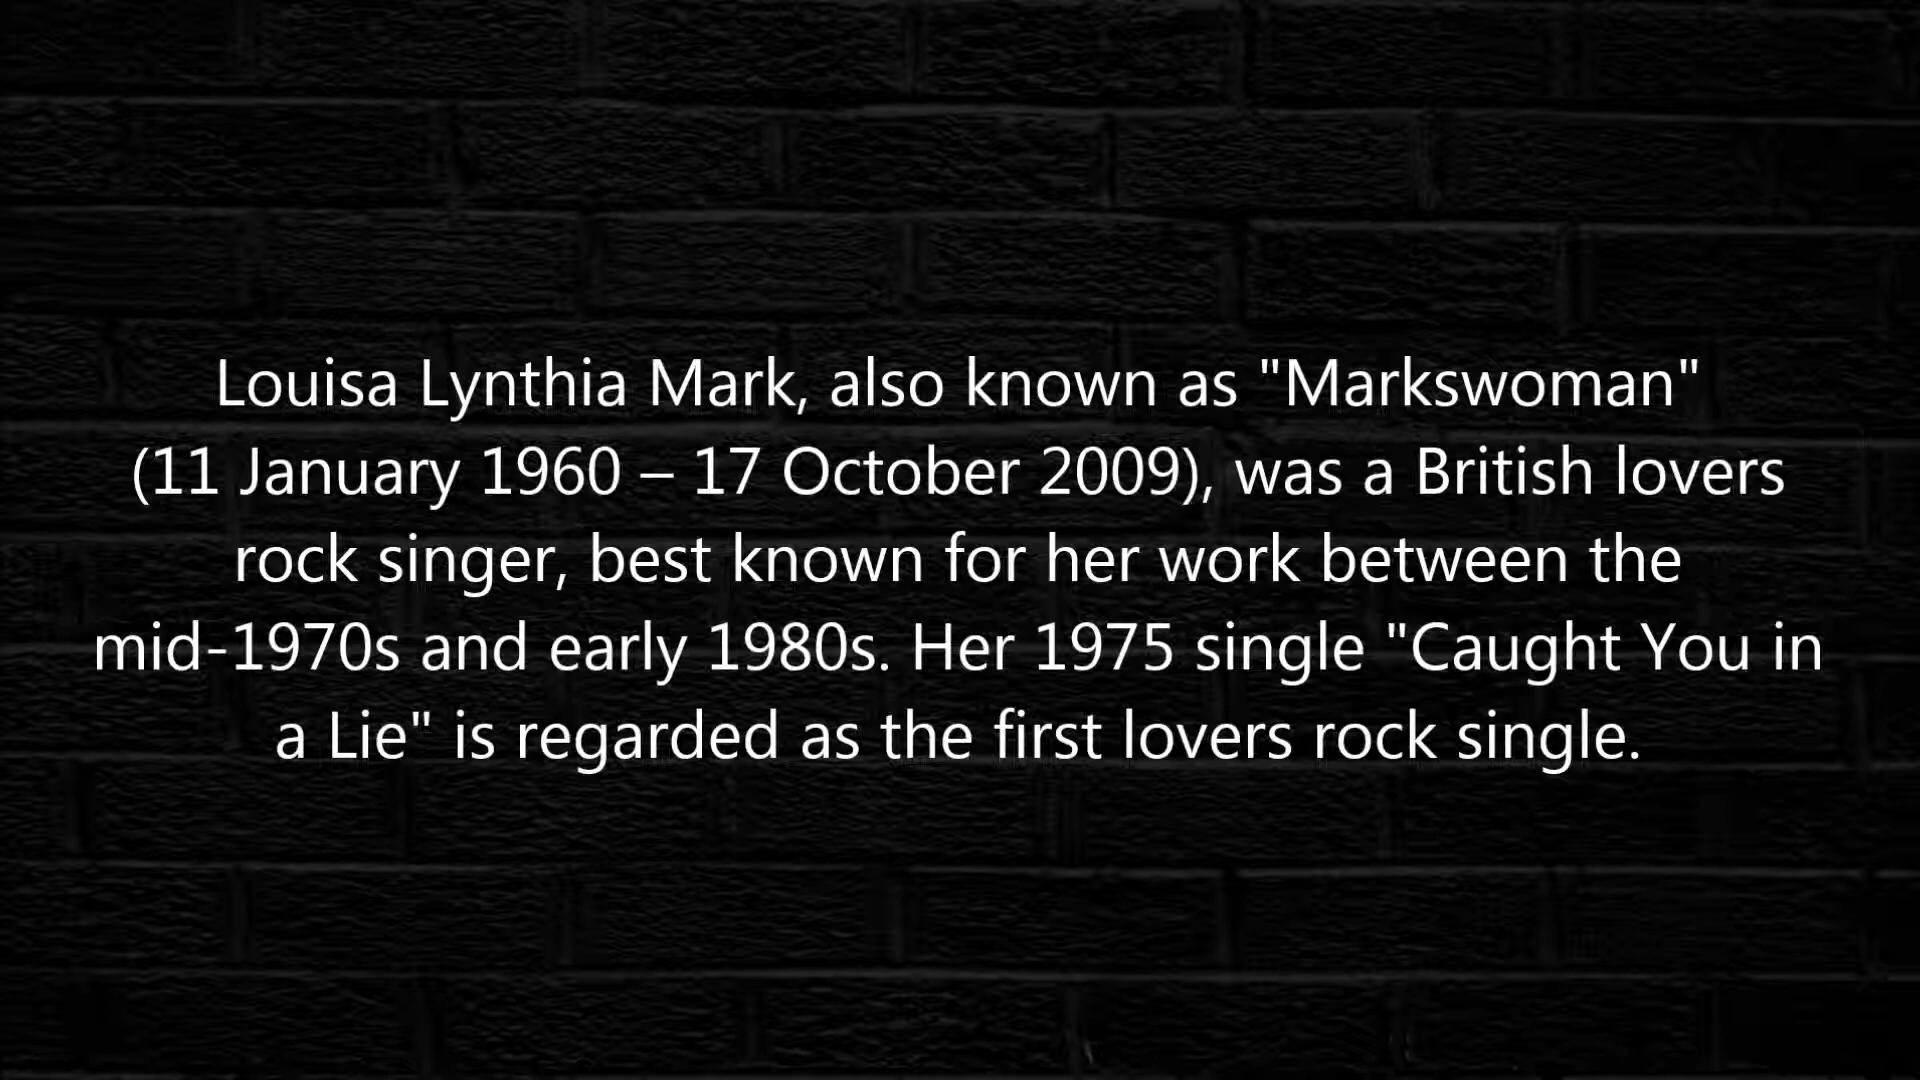 Louisa Lynthia Mark, also known as "Markswoman"
(11 January 1960 – 17 October 2009), was a British lovers
rock singer, best known for her work between the
mid-1970s and early 1980s. Her 1975 single "Caught You in
a Lie" is regarded as the first lovers rock single.